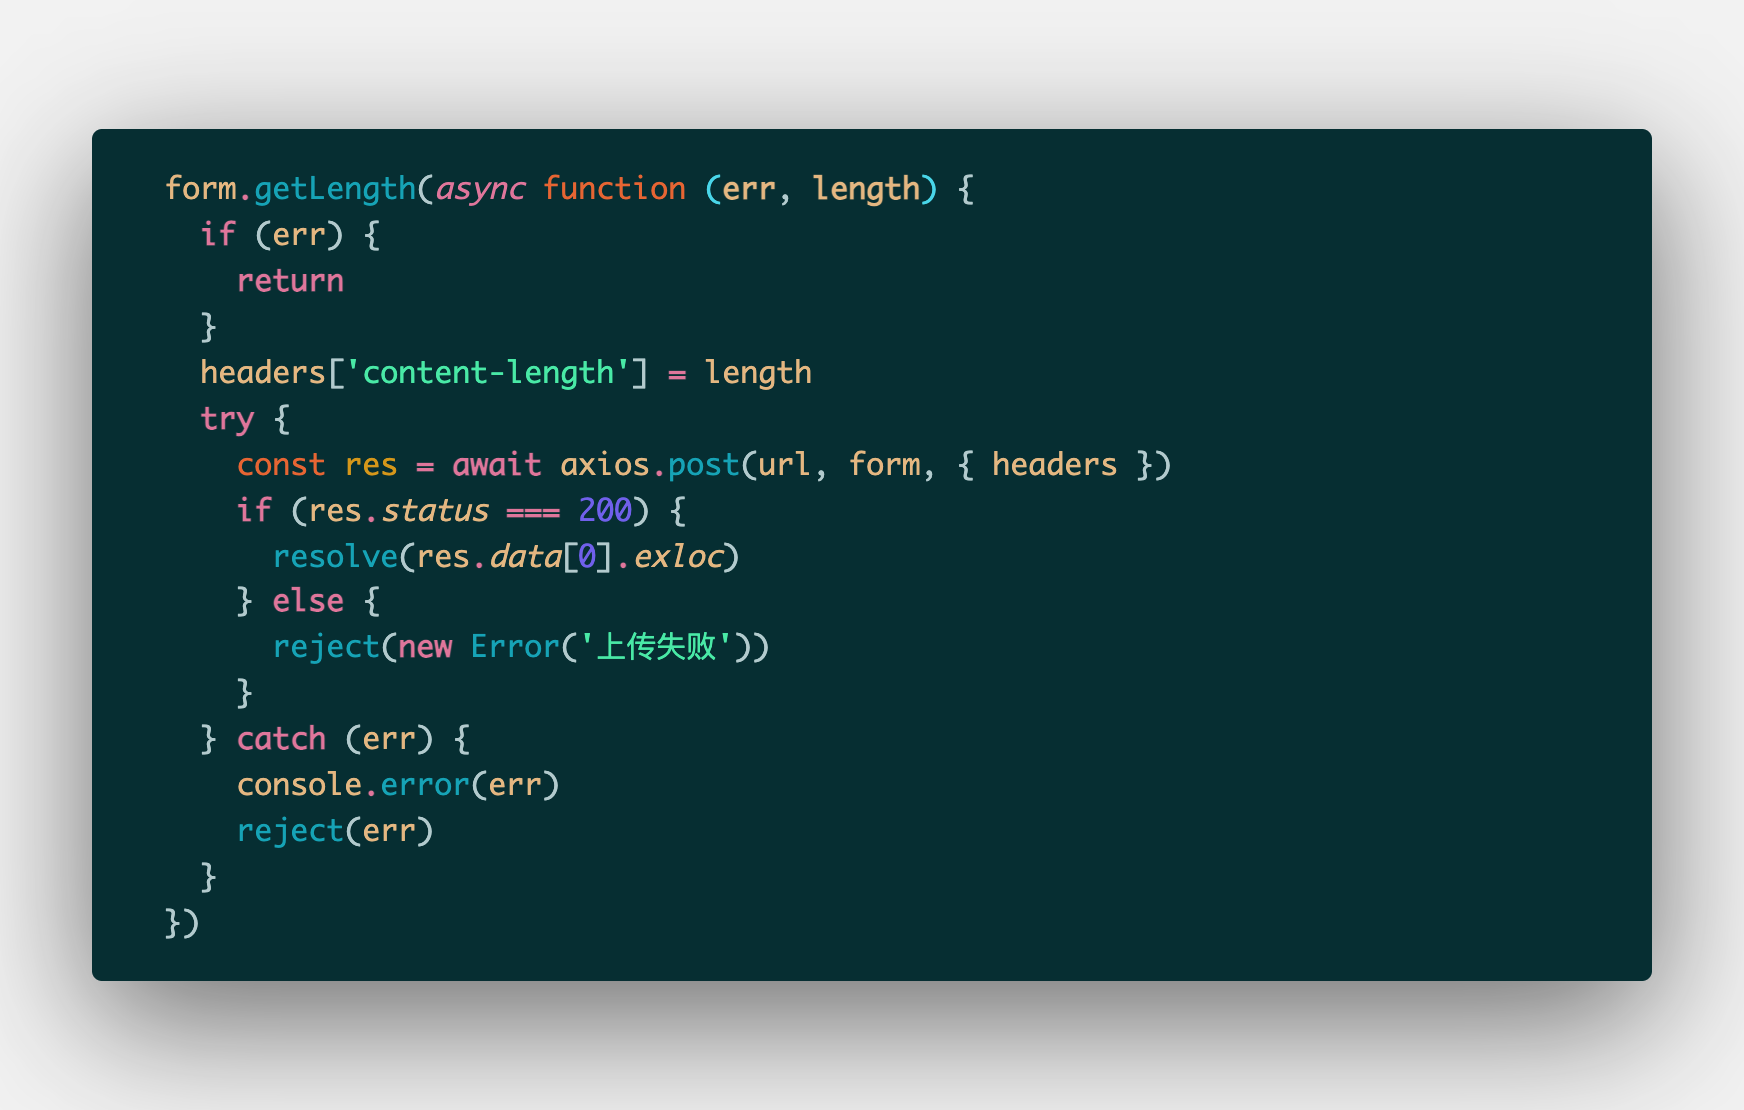 form.getLength(async function (err, length) {
  if (err) {
    return
  }
  headers['content-length'] = length
  try {
    const res = await axios.post(url, form, { headers })
    if (res.status === 200) {
      resolve(res.data[0].exloc)
    } else {
      reject(new Error('上传失败'))
    }
  } catch (err) {
    console.error(err)
    reject(err)
  }
})